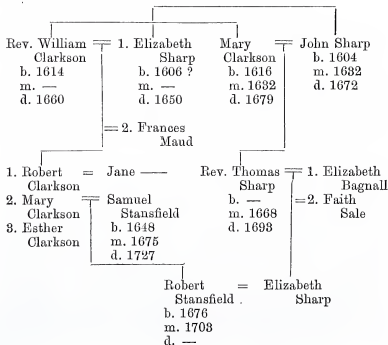 Rev. William = 1. Elizabeth Mary = John Sharp
Clarkson Sharp Clarkson b. 1604
b. 1614 b. 1606 ? b. 1616 m. 1632
m. — m. — m. 1632 d. 1672
d. 1660 d. 1650 d. 1679
= 2. Frances
Maud
1. Robert = Jane — Rev. Thomas = 1. Elizabeth
Clarkson Sharp Bagnall
2. Mary = Samuel b. — = 2. Faith
Clarkson Stansfield m. 1668 Sale
3. Esther b. 1648 d. 1693
Clarkson m. 1675
d. 1727
Robert = Elizabeth
Stansfield . Sharp
b. 1676
m. 1703
d. —